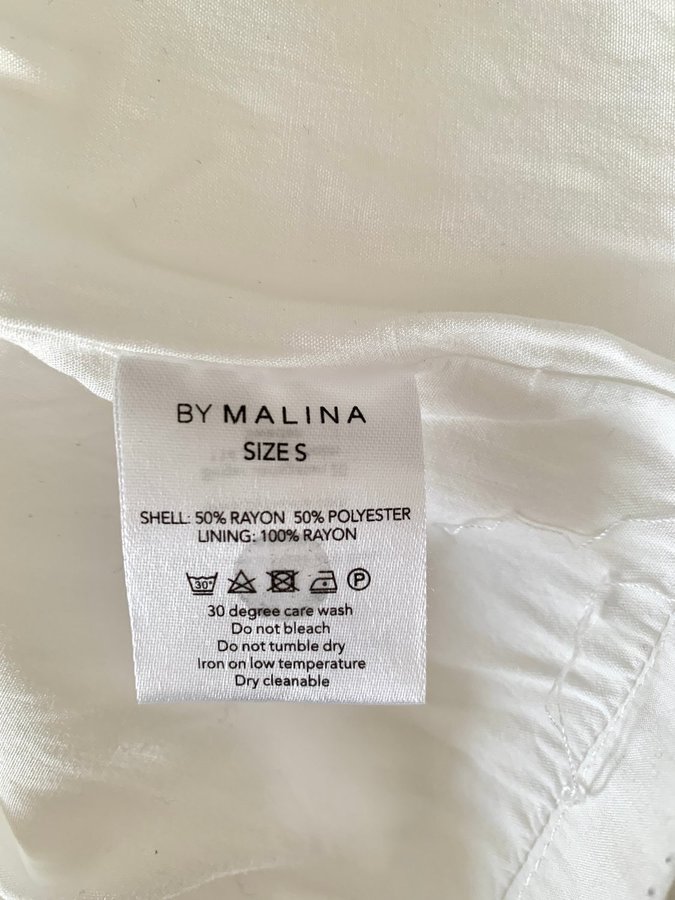 BY MALINA
SIZE S
SHELL: 50% RAYON 50% POLYESTER
LINING: 100% RAYON
30° P
30 degree care wash
Do not bleach
Do not tumble dry
Iron on low temperature
Dry cleanable